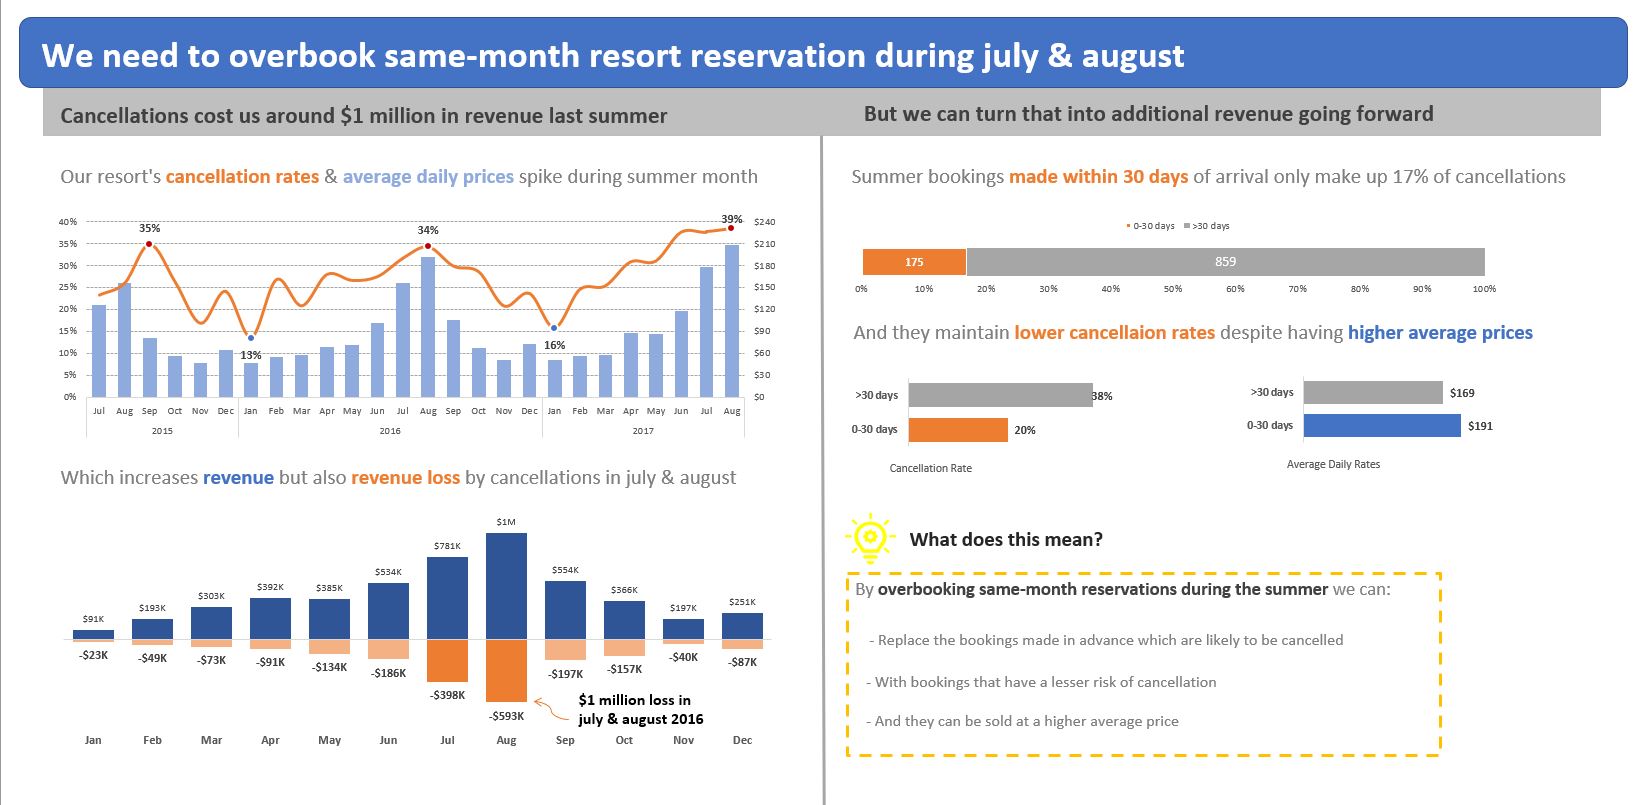 We need to overbook same-month resort reservation during july & august
Cancellations cost us around $1 million in revenue last summer
Our resort's cancellation rates & average daily prices spike during summer month
40% 35% 30% 25% 20% 15% 10% 5% 0%
$240 $210 $180 $150 $120 $90 $60 $30 $0
35% 13% 34% 16% 39%
Jul Aug Sep Oct Nov Dec Jan Feb Mar Apr May Jun Jul Aug Sep Oct Nov Dec Jan Feb Mar Apr May Jun Jul Aug
2015 2016 2017
Which increases revenue but also revenue loss by cancellations in july & august
$91K $193K $303K $392K $385K $534K $781K $1M $554K $366K $197K $251K
-$23K -$49K -$73K -$91K -$134K -$186K -$398K -$593K -$197K -$157K -$40K -$87K
$1 million loss in
july & august 2016
Jan Feb Mar Apr May Jun Jul Aug Sep Oct Nov Dec
But we can turn that into additional revenue going forward
Summer bookings made within 30 days of arrival only make up 17% of cancellations
0-30 days >30 days
175 859
0% 10% 20% 30% 40% 50% 60% 70% 80% 90% 100%
And they maintain lower cancellaion rates despite having higher average prices
>30 days 38%
0-30 days 20%
Cancellation Rate
>30 days $169
0-30 days $191
Average Daily Rates
What does this mean?
By overbooking same-month reservations during the summer we can:
- Replace the bookings made in advance which are likely to be cancelled
- With bookings that have a lesser risk of cancellation
- And they can be sold at a higher average price